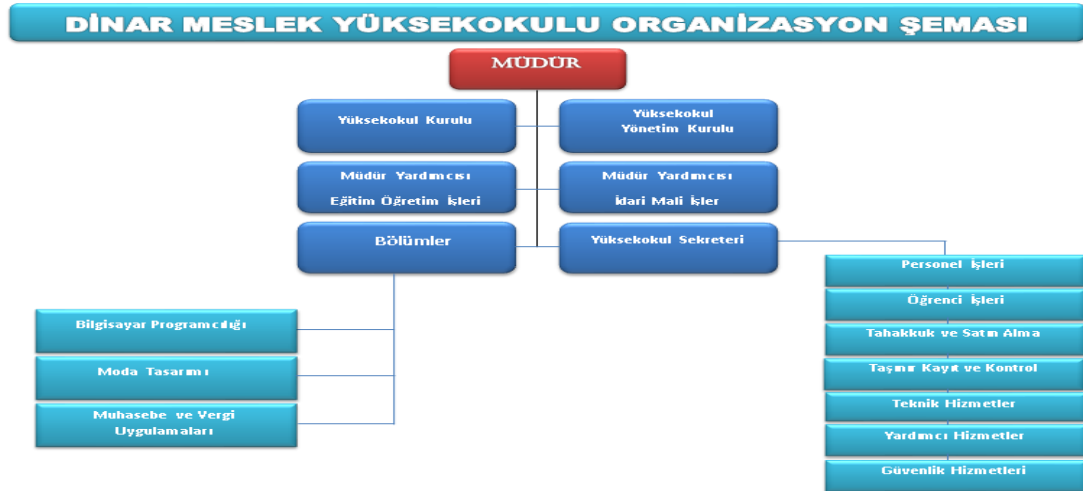 DİNAR MESLEK YÜKSEKOKULU ORGANİZASYON ŞEMASI
MÜDÜR
Yüksekokul Kurulu
Yüksekokul
Yönetim Kurulu
Müdür Yardımcısı
Eğitim Öğretim İşleri
Müdür Yardımcısı
İdari Mali İşler
Bölümler
Yüksekokul Sekreteri
Bilgisayar Programcılığı
Moda Tasarımı
Muhasebe ve Vergi
Uygulamaları
Personel İşleri
Öğrenci İşleri
Tahakkuk ve Satın Alma
Taşınır Kayıt ve Kontrol
Teknik Hizmetler
Yardımcı Hizmetler
Güvenlik Hizmetleri